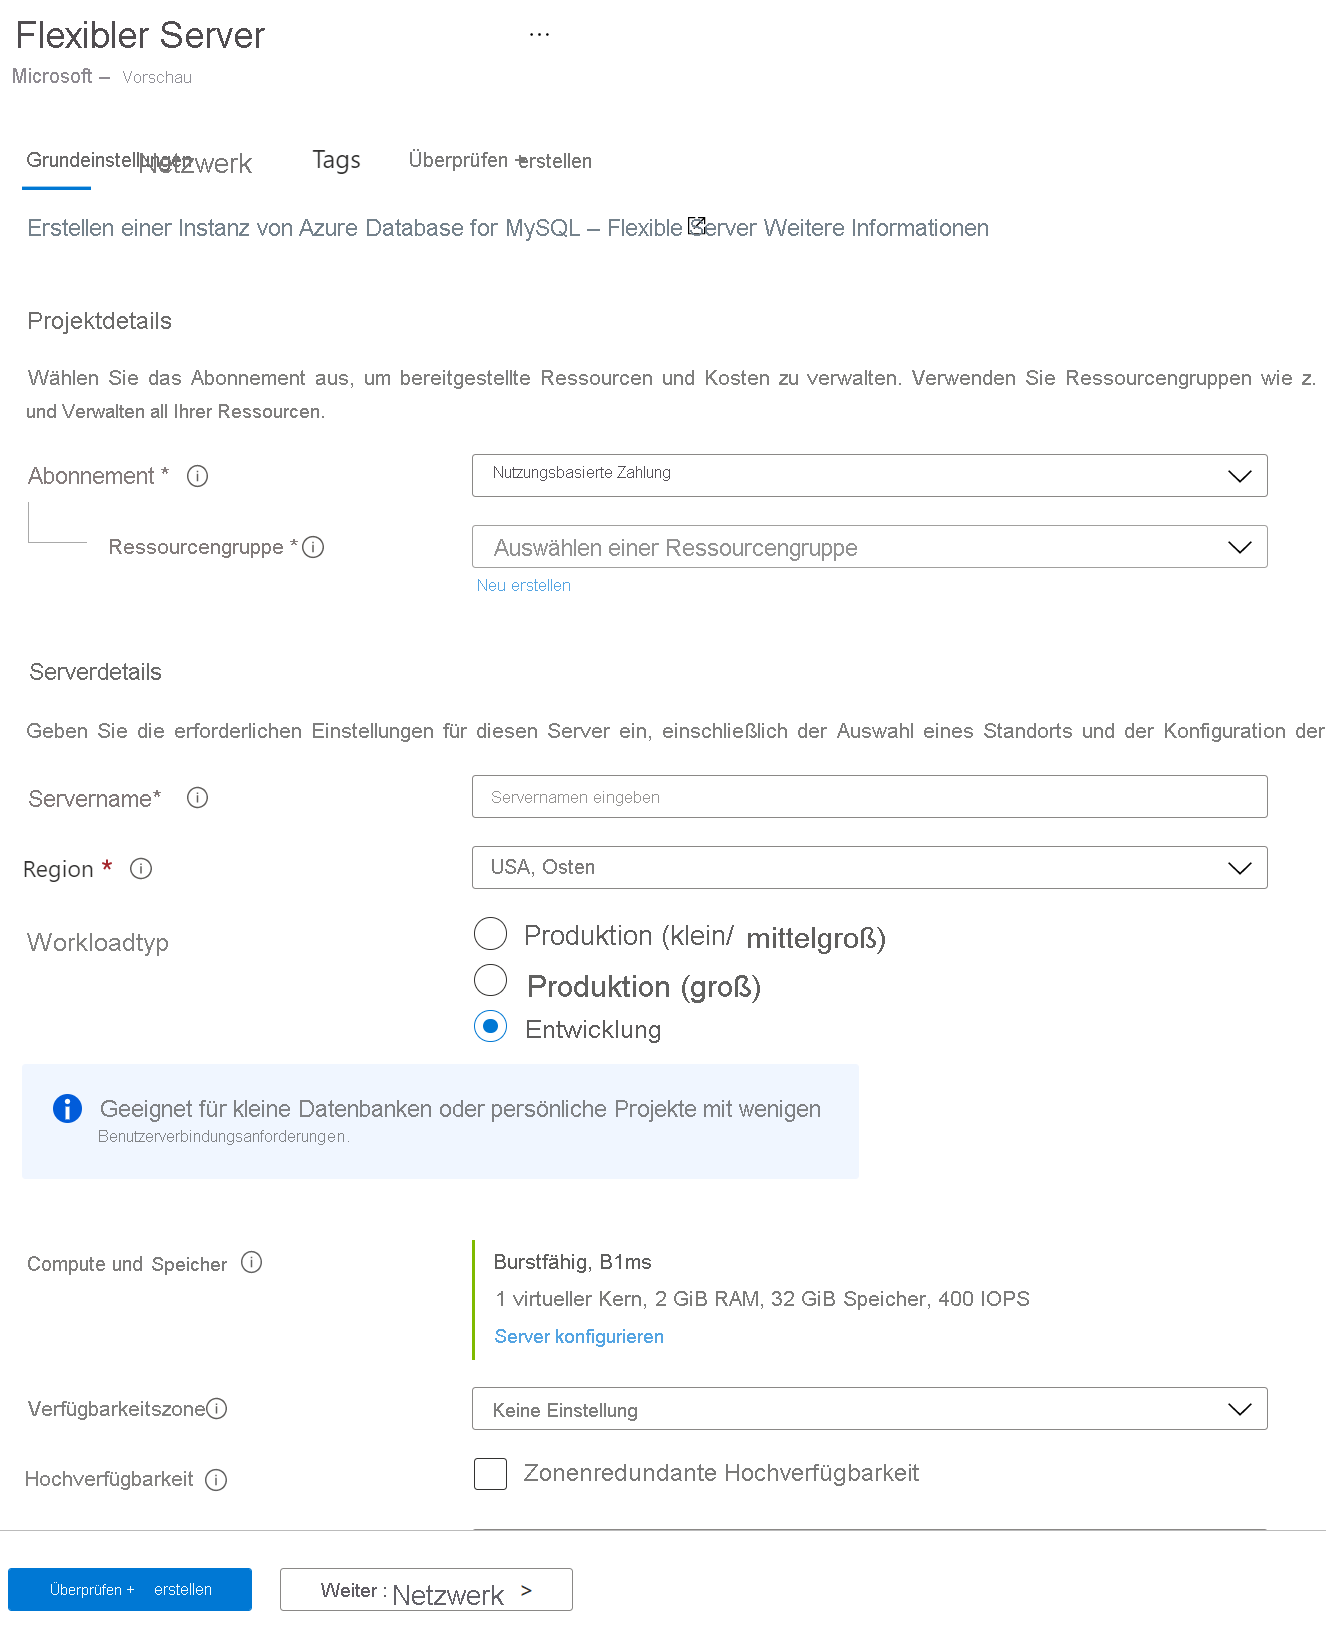 Flexibler Server ...
Microsoft – Vorschau
Grundeinstellungen Netzwerk Tags Überprüfen + erstellen
Erstellen einer Instanz von Azure Database for MySQL – Flexible Server Weitere Informationen
Projektdetails
Wählen Sie das Abonnement aus, um bereitgestellte Ressourcen und Kosten zu verwalten. Verwenden Sie Ressourcengruppen wie z.
und Verwalten all Ihrer Ressourcen.
Abonnement * Nutzungsbasierte Zahlung
Ressourcengruppe * Auswählen einer Ressourcengruppe
Neu erstellen
Serverdetails
Geben Sie die erforderlichen Einstellungen für diesen Server ein, einschließlich der Auswahl eines Standorts und der Konfiguration der
Servername* Servernamen eingeben
Region * USA, Osten
Workloadtyp Produktion (klein/ mittelgroß)
Produktion (groß)
Entwicklung
Geeignet für kleine Datenbanken oder persönliche Projekte mit wenigen
Benutzerverbindungsanforderungen.
Compute und Speicher Burstfähig, B1ms
1 virtueller Kern, 2 GiB RAM, 32 GiB Speicher, 400 IOPS
Server konfigurieren
Verfügbarkeitszone Keine Einstellung
Hochverfügbarkeit Zonenredundante Hochverfügbarkeit
Überprüfen + erstellen Weiter : Netzwerk >